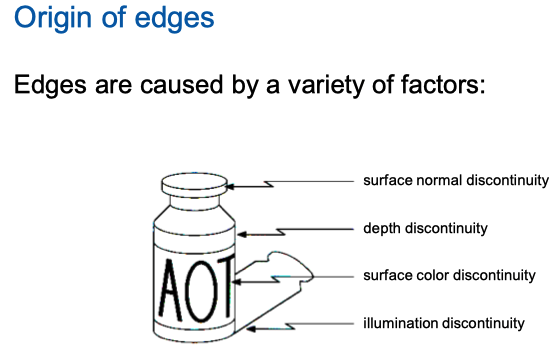 Origin of edges
Edges are caused by a variety of factors:
surface normal discontinuity
depth discontinuity
surface color discontinuity
illumination discontinuity
AOT